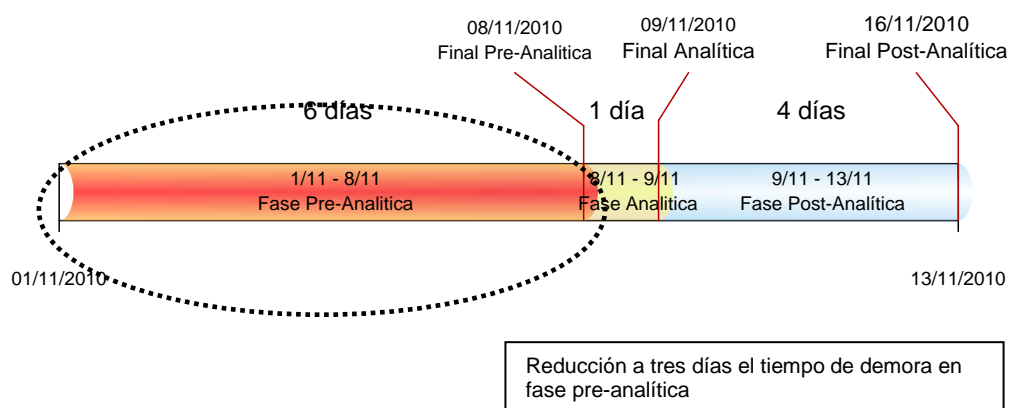 08/11/2010
Final Pre-Analitica
09/11/2010
Final Analítica
16/11/2010
Final Post-Analítica
6 días
1 día
4 días
1/11 - 8/11
Fase Pre-Analitica
8/11 - 9/11
Fase Analitica
9/11 - 13/11
Fase Post-Analítica
01/11/2010
13/11/2010
Reducción a tres días el tiempo de demora en
fase pre-analítica